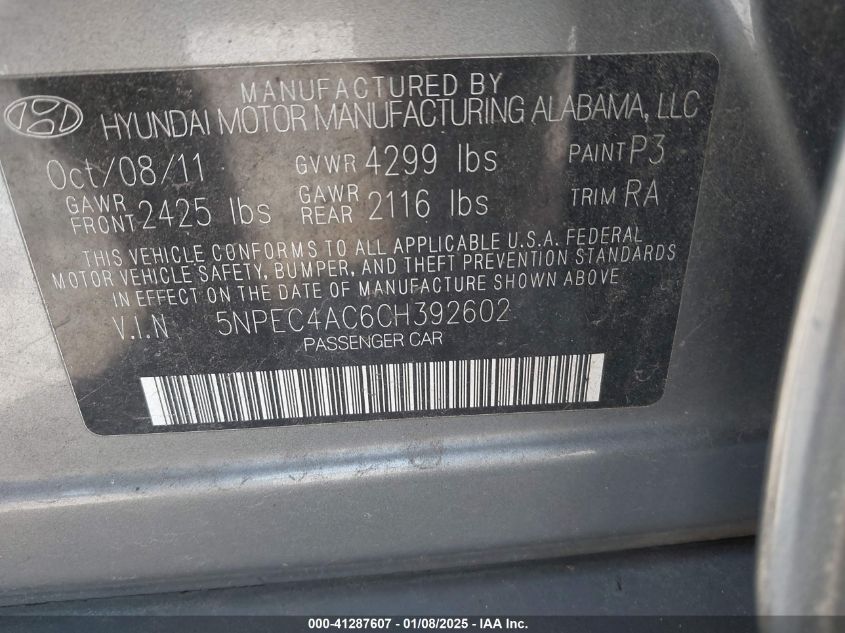 MANUFACTURED BY
HYUNDAI MOTOR MANUFACTURING ALABAMA, LLC
Oct/08/11 GVWR 4299 lbs PAINT P3
GAWR FRONT 2425 lbs GAWR REAR 2116 lbs TRIM RA
THIS VEHICLE CONFORMS TO ALL APPLICABLE U.S.A. FEDERAL
MOTOR VEHICLE SAFETY, BUMPER, AND THEFT PREVENTION STANDARDS
IN EFFECT ON THE DATE OF MANUFACTURE SHOWN ABOVE
V.I.N 5NPEC4AC6CH392602
PASSENGER CAR
000-41287607 - 01/08/2025 - IAA Inc.